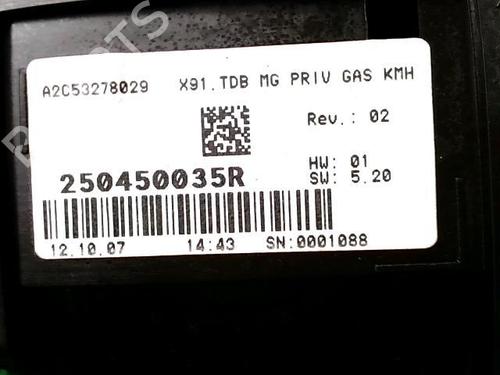 PARTS
A2C53278029 X91.TDB MG PRIV GAS KMH
Rev.: 02
HW: 01
250450035R
SW: 5.20
12.10.07 14:43 SN:0001088